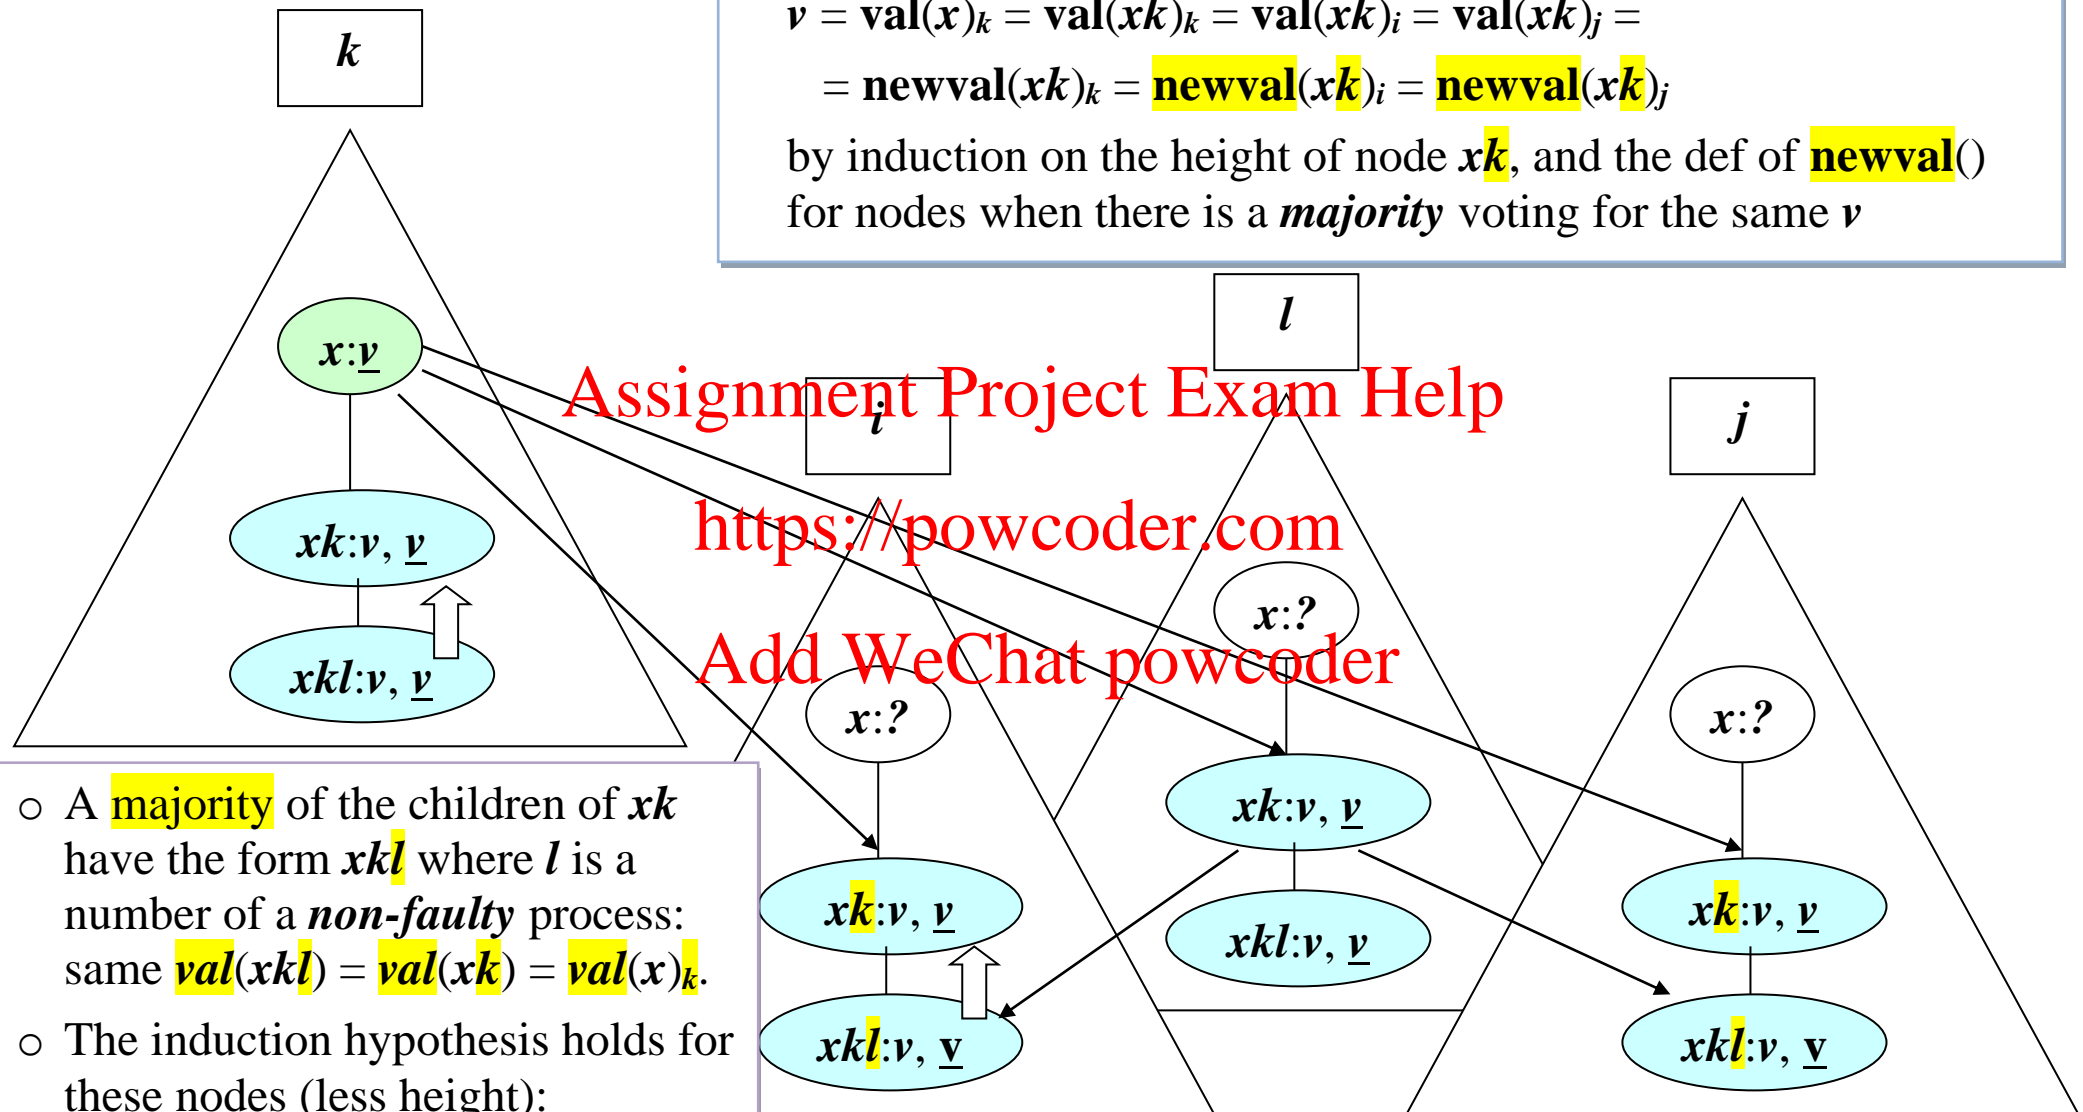 v = val(x)k = val(xk)k = val(xk)i = val(xk)j =
= newval(xk)k = newval(xk)i = newval(xk)j
by induction on the height of node xk, and the def of newval()
for nodes when there is a majority voting for the same v
k
l
i
j
x:v
xk:v, v
xkl:v, v
Assignment Project Exam Help
https://powcoder.com
Add WeChat powcoder
x:?
x:?
x:?
xk:v, v
xkl:v, v
xk:v, v
xkl:v, v
xk:v, v
xkl:v, v
○ A majority of the children of xk
have the form xkl where l is a
number of a non-faulty process:
same val(xkl) = val(xk) = val(x)k.
○ The induction hypothesis holds for
these nodes (less height):